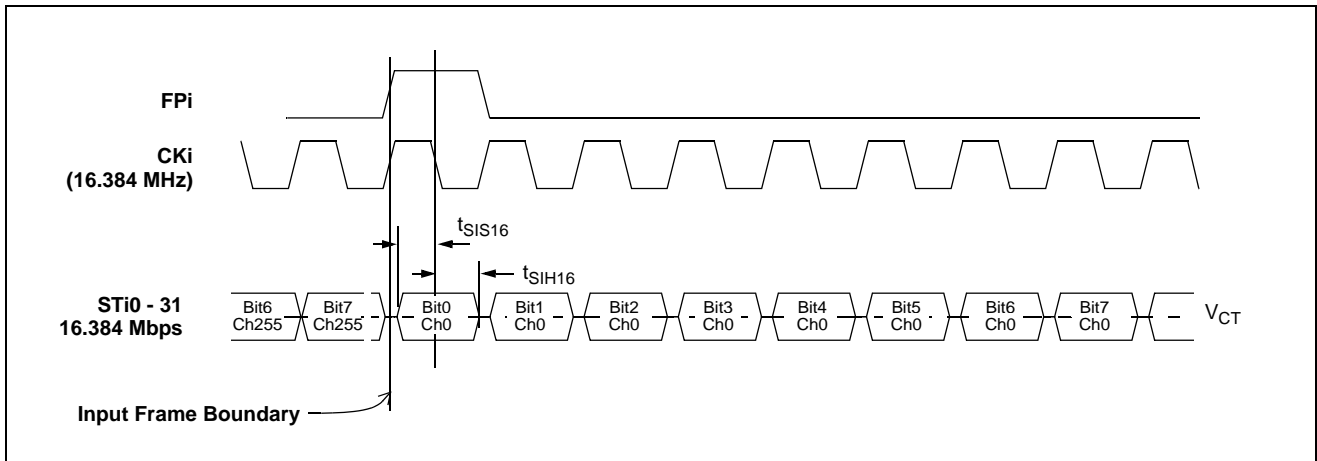 FPi
CKi
(16.384 MHz)
tSIS16
tSIH16
STi0 - 31
16.384 Mbps
Bit6
Ch255
Bit7
Ch255
Bit0
Ch0
Bit1
Ch0
Bit2
Ch0
Bit3
Ch0
Bit4
Ch0
Bit5
Ch0
Bit6
Ch0
Bit7
Ch0
VCT
Input Frame Boundary